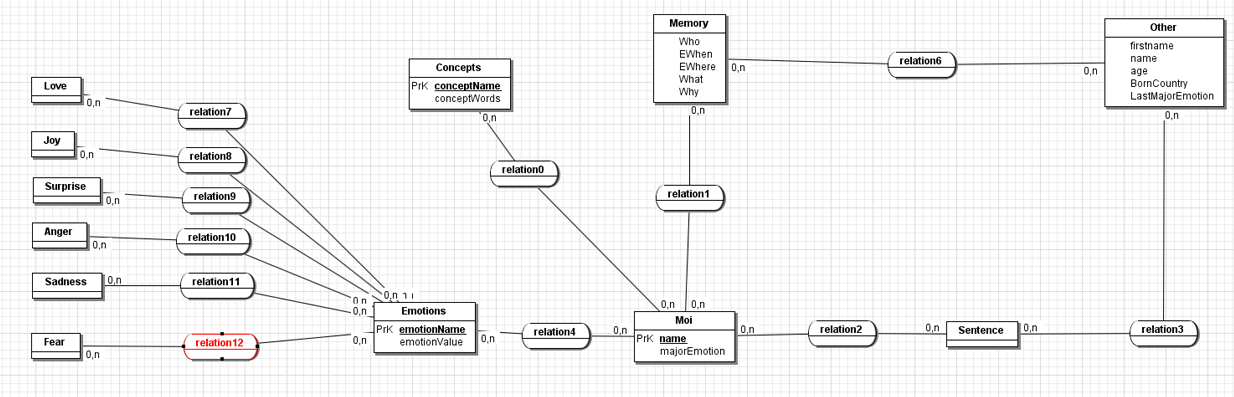 Memory
Who
EWhen
EWhere
What
Why
0,n
0,n
relation6
0,n
Other
firstname
name
age
BornCountry
LastMajorEmotion
0,n
Concepts
PrK conceptName
conceptWords
0,n
relation0
relation1
Love
0,n
relation7
Joy
0,n
relation8
Surprise
0,n
relation9
Anger
0,n
relation10
Sadness
0,n
relation11
Fear
0,n
relation12
0,n
0,n
0,n
0,n
Emotions
PrK emotionName
emotionValue
0,n
relation4
0,n
0,n
0,n
Moi
PrK name
majorEmotion
0,n
relation2
0,n
Sentence
0,n
relation3